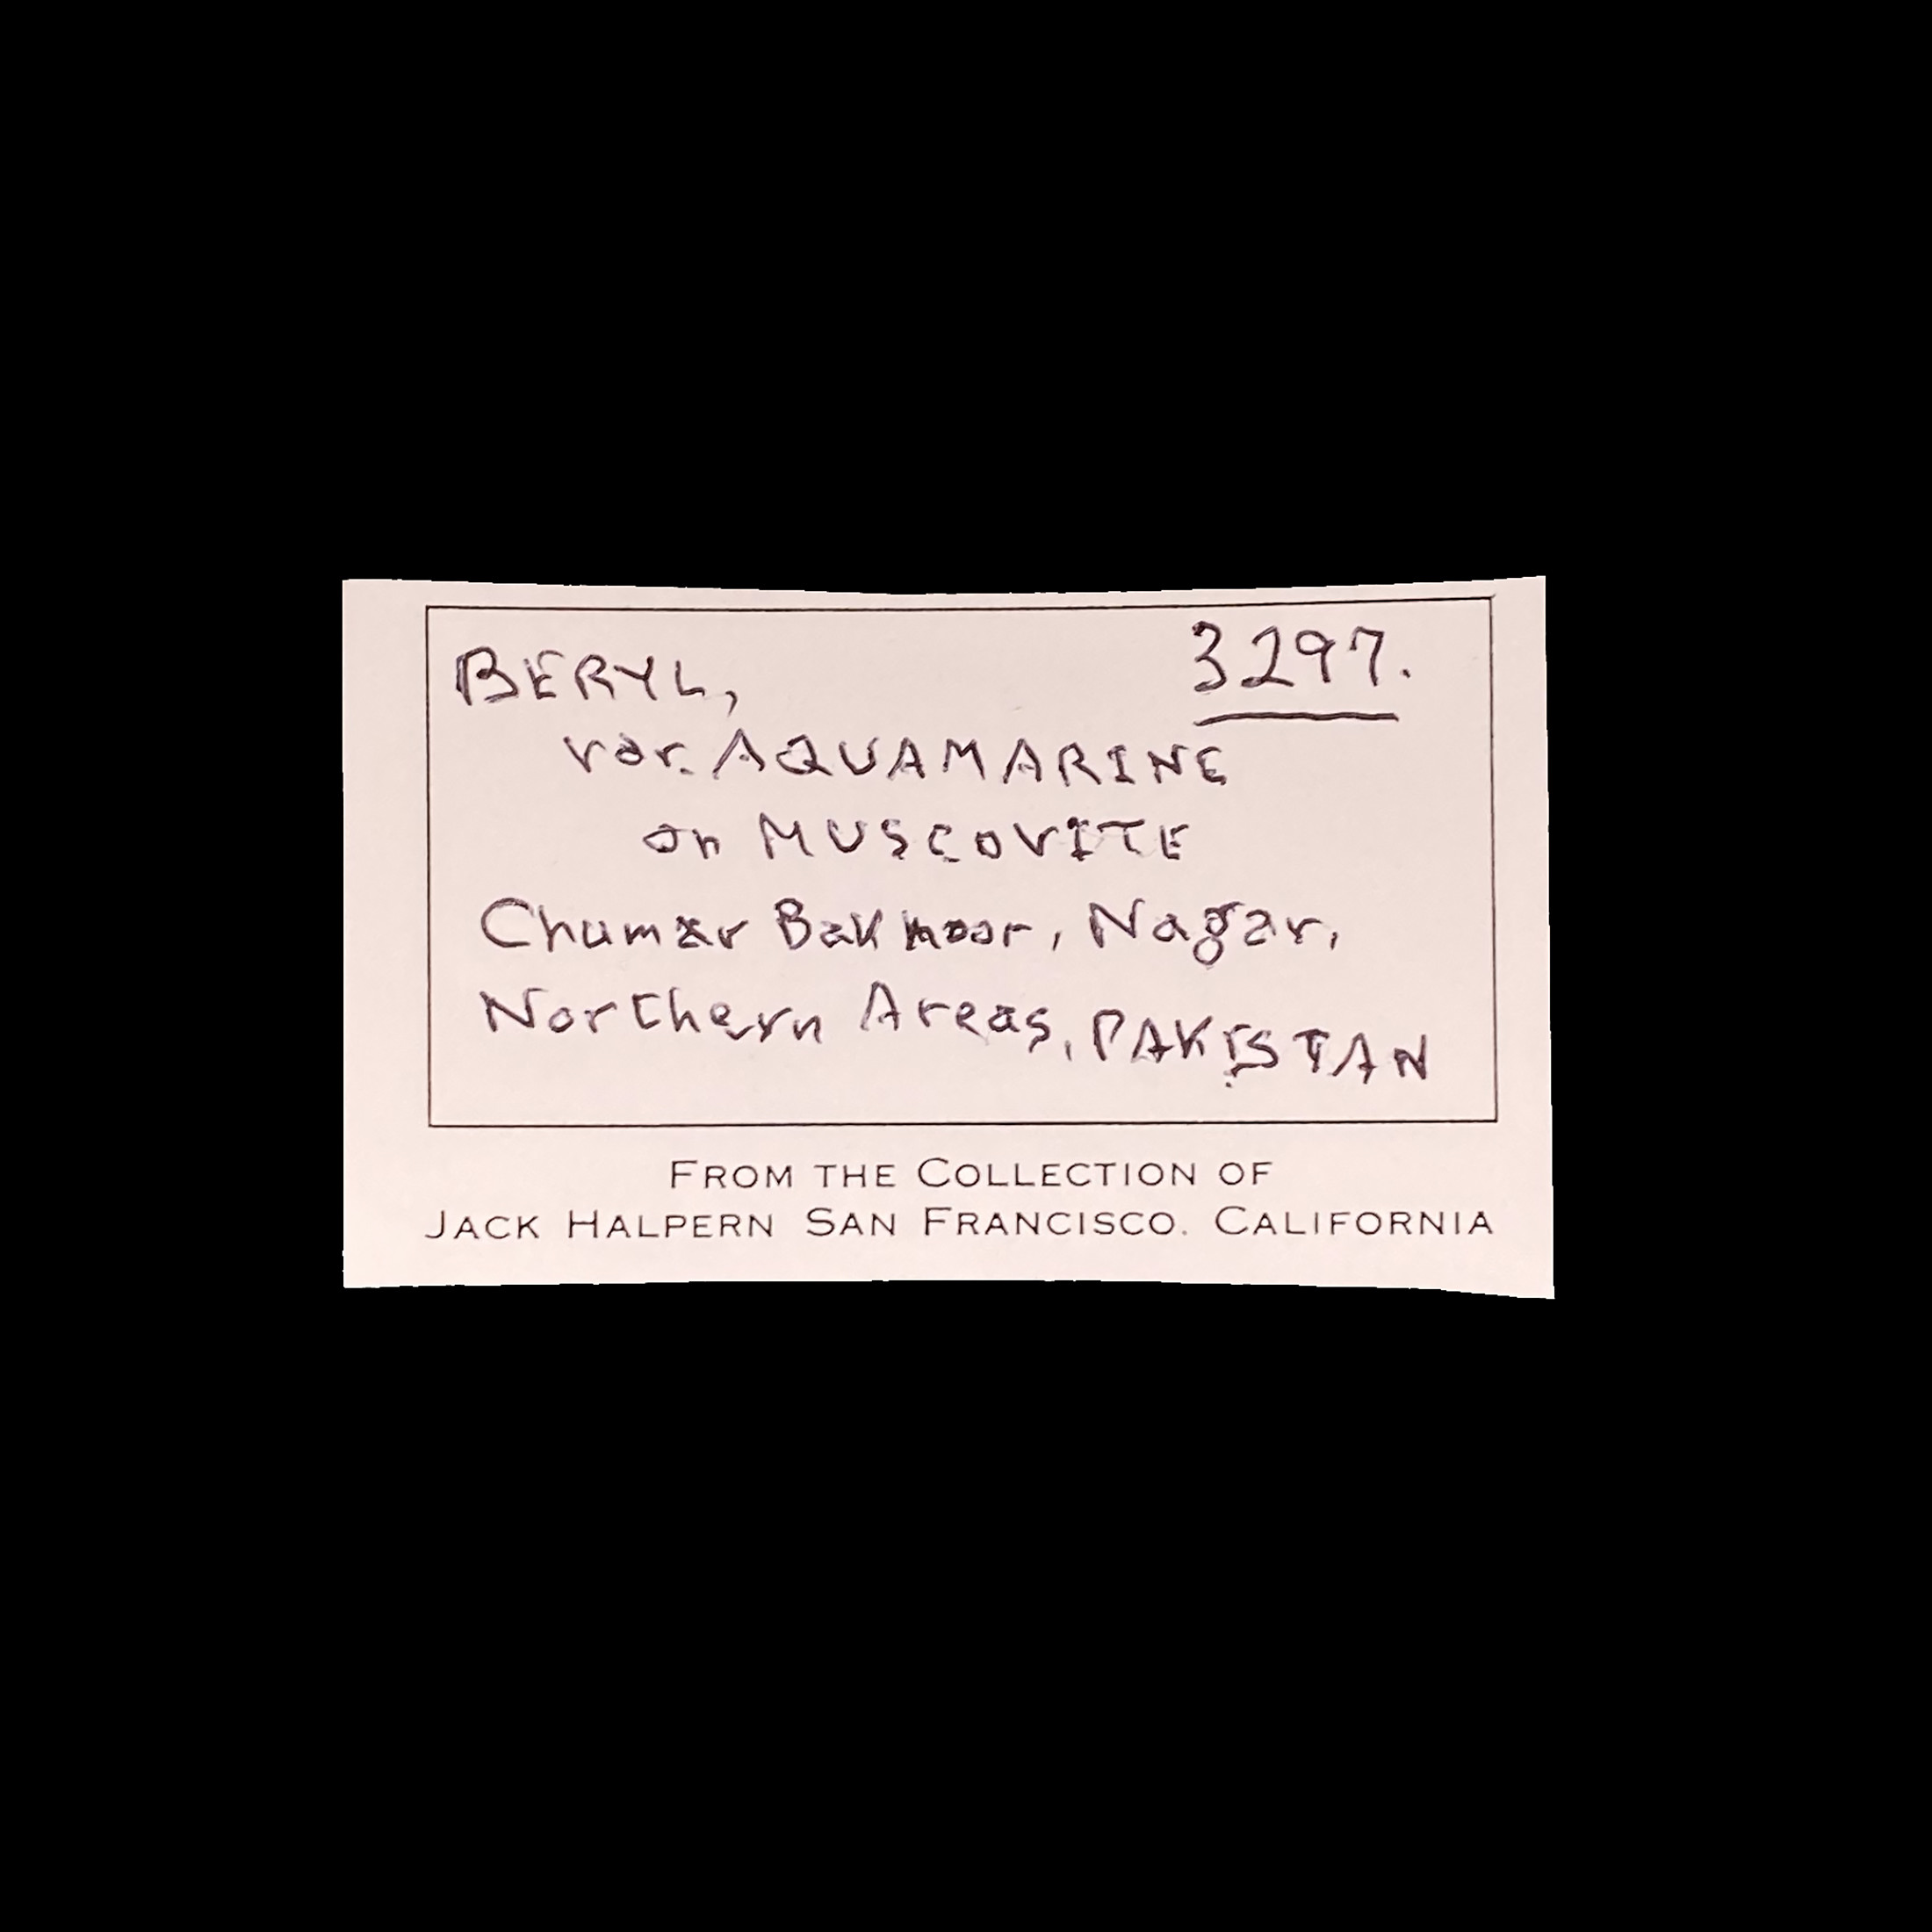 BERYL, 3297.
var. AQUAMARINE
on MUSCOVITE
Chumar Bakhoor, Nagar,
Northern Areas, PAKISTAN
FROM THE COLLECTION OF
JACK HALPERN SAN FRANCISCO. CALIFORNIA